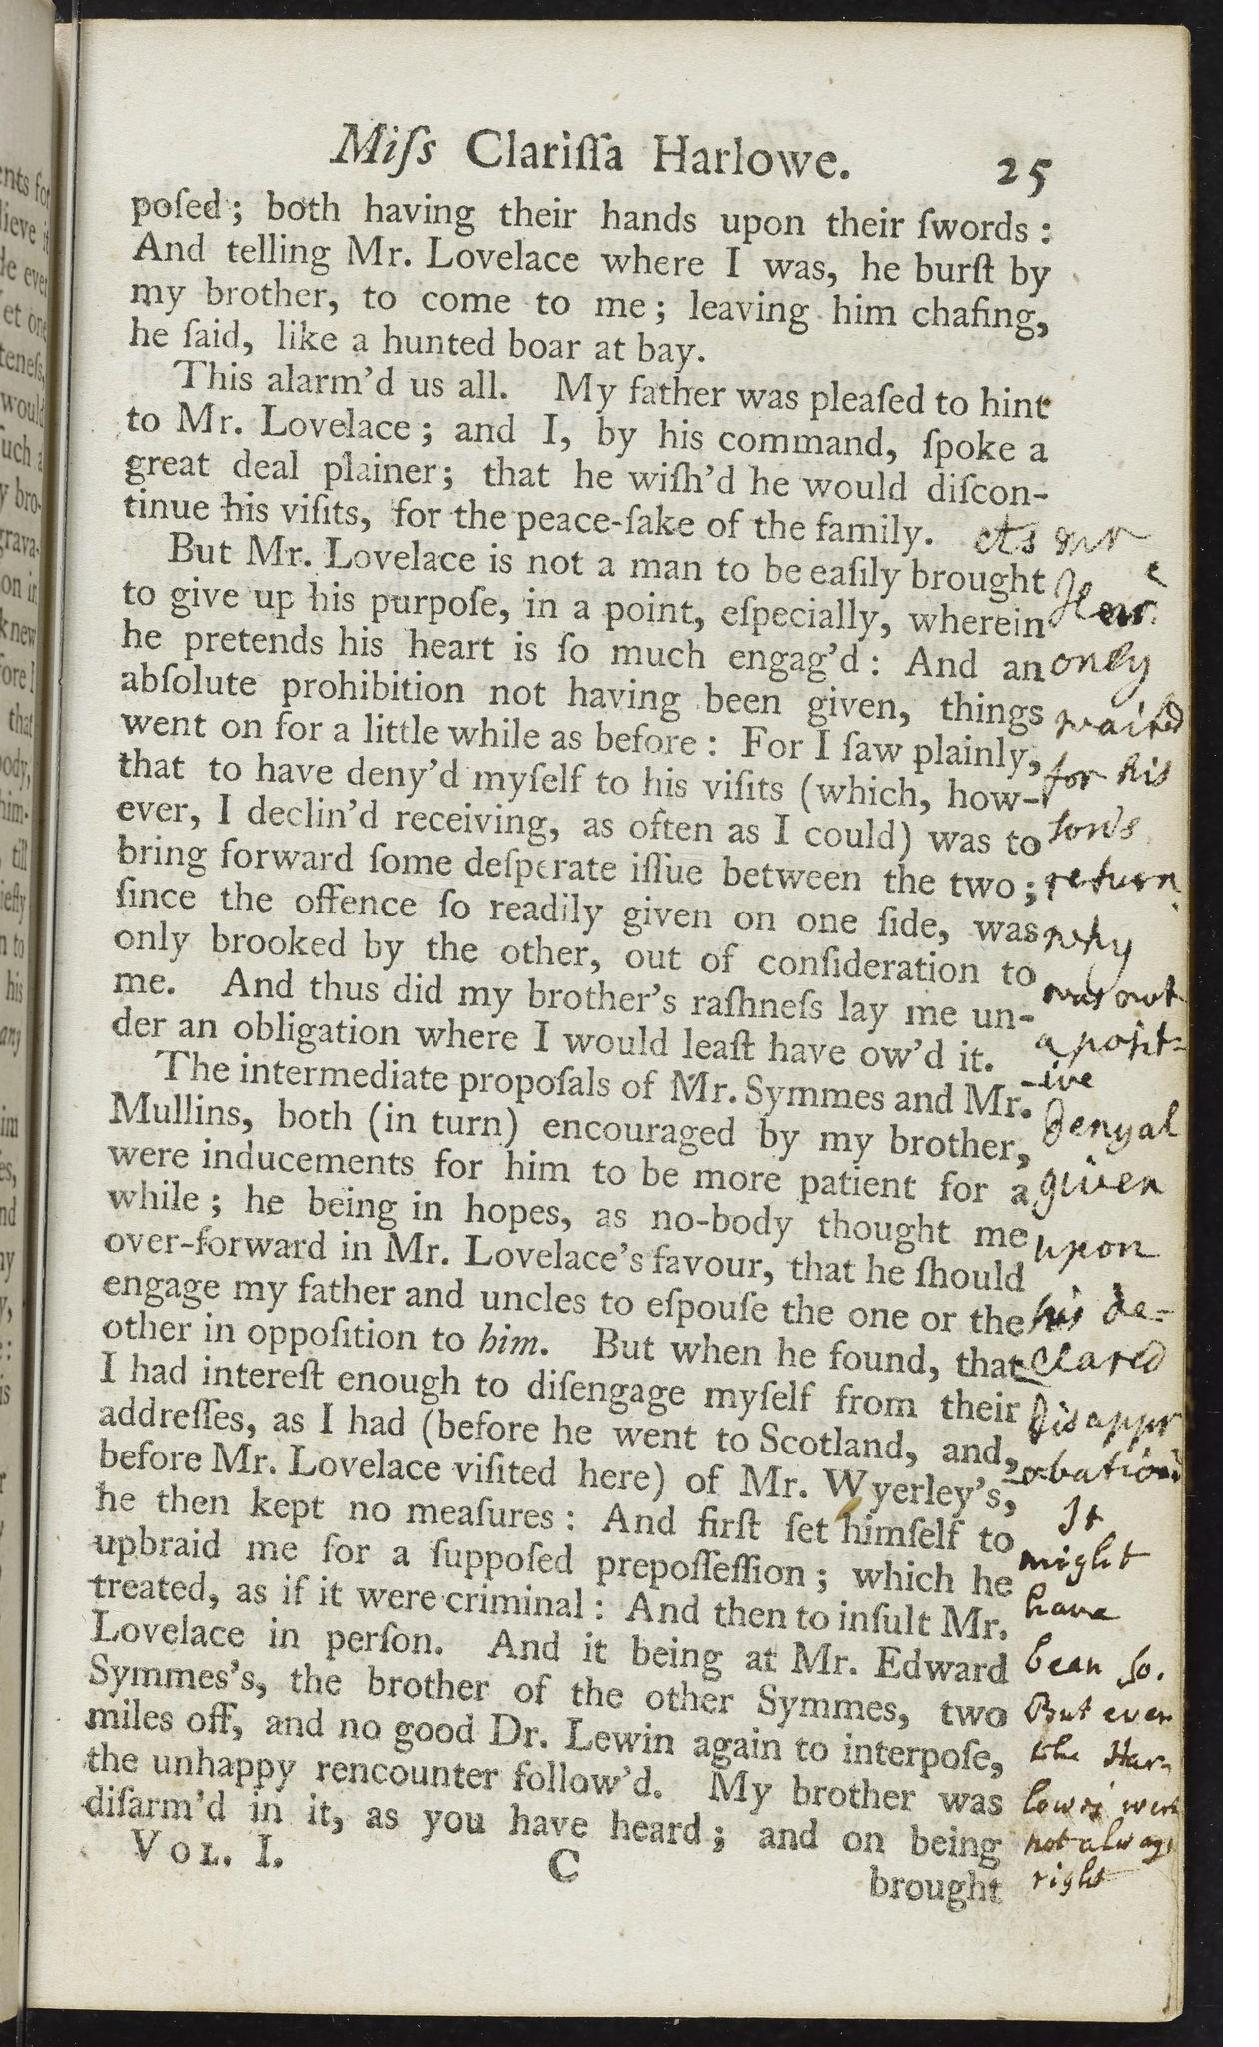 Miſs Clariſſa Harlowe. 25
poſed; both having their hands upon their ſwords:
And telling Mr. Lovelace where I was, he burſt by
my brother, to come to me; leaving him chafing,
he ſaid, like a hunted boar at bay.
This alarm'd us all. My father was pleaſed to hint
to Mr. Lovelace; and I, by his command, ſpoke a
great deal plainer; that he wiſh'd he would diſcon-
tinue his viſits, for the peace-ſake of the family.
But Mr. Lovelace is not a man to be eaſily brought
to give up his purpoſe, in a point, eſpecially, wherein
he pretends his heart is ſo much engag'd: And an
abſolute prohibition not having been given, things
went on for a little while as before: For I ſaw plainly,
that to have deny'd myſelf to his viſits (which, how-
ever, I declin'd receiving, as often as I could) was to
bring forward ſome deſperate iſſue between the two;
ſince the offence ſo readily given on one ſide, was
only brooked by the other, out of conſideration to
me. And thus did my brother's raſhneſs lay me un-
der an obligation where I would leaſt have ow'd it.
The intermediate propoſals of Mr. Symmes and Mr.
Mullins, both (in turn) encouraged by my brother,
were inducements for him to be more patient for a
while; he being in hopes, as no-body thought me
over-forward in Mr. Lovelace's favour, that he ſhould
engage my father and uncles to eſpouſe the one or the
other in oppoſition to him. But when he found, that
I had intereſt enough to diſengage myſelf from their
addreſſes, as I had (before he went to Scotland, and
before Mr. Lovelace viſited here) of Mr. Wyerley's,
he then kept no meaſures: And firſt ſet himſelf to
upbraid me for a ſuppoſed prepoſſeſſion; which he
treated, as if it were criminal: And then to inſult Mr.
Lovelace in perſon. And it being at Mr. Edward
Symmes's, the brother of the other Symmes, two
miles off, and no good Dr. Lewin again to interpoſe,
the unhappy rencounter follow'd. My brother was
diſarm'd in it, as you have heard; and on being
VOL. I. C
brought
only
waited
for his
son's
return
why
was not
a posit=
-ive
denyal
given
upon
his de=
clared
disappr
obation
It
might
have
bean so.
But even
the Har
lows's were
not always
right